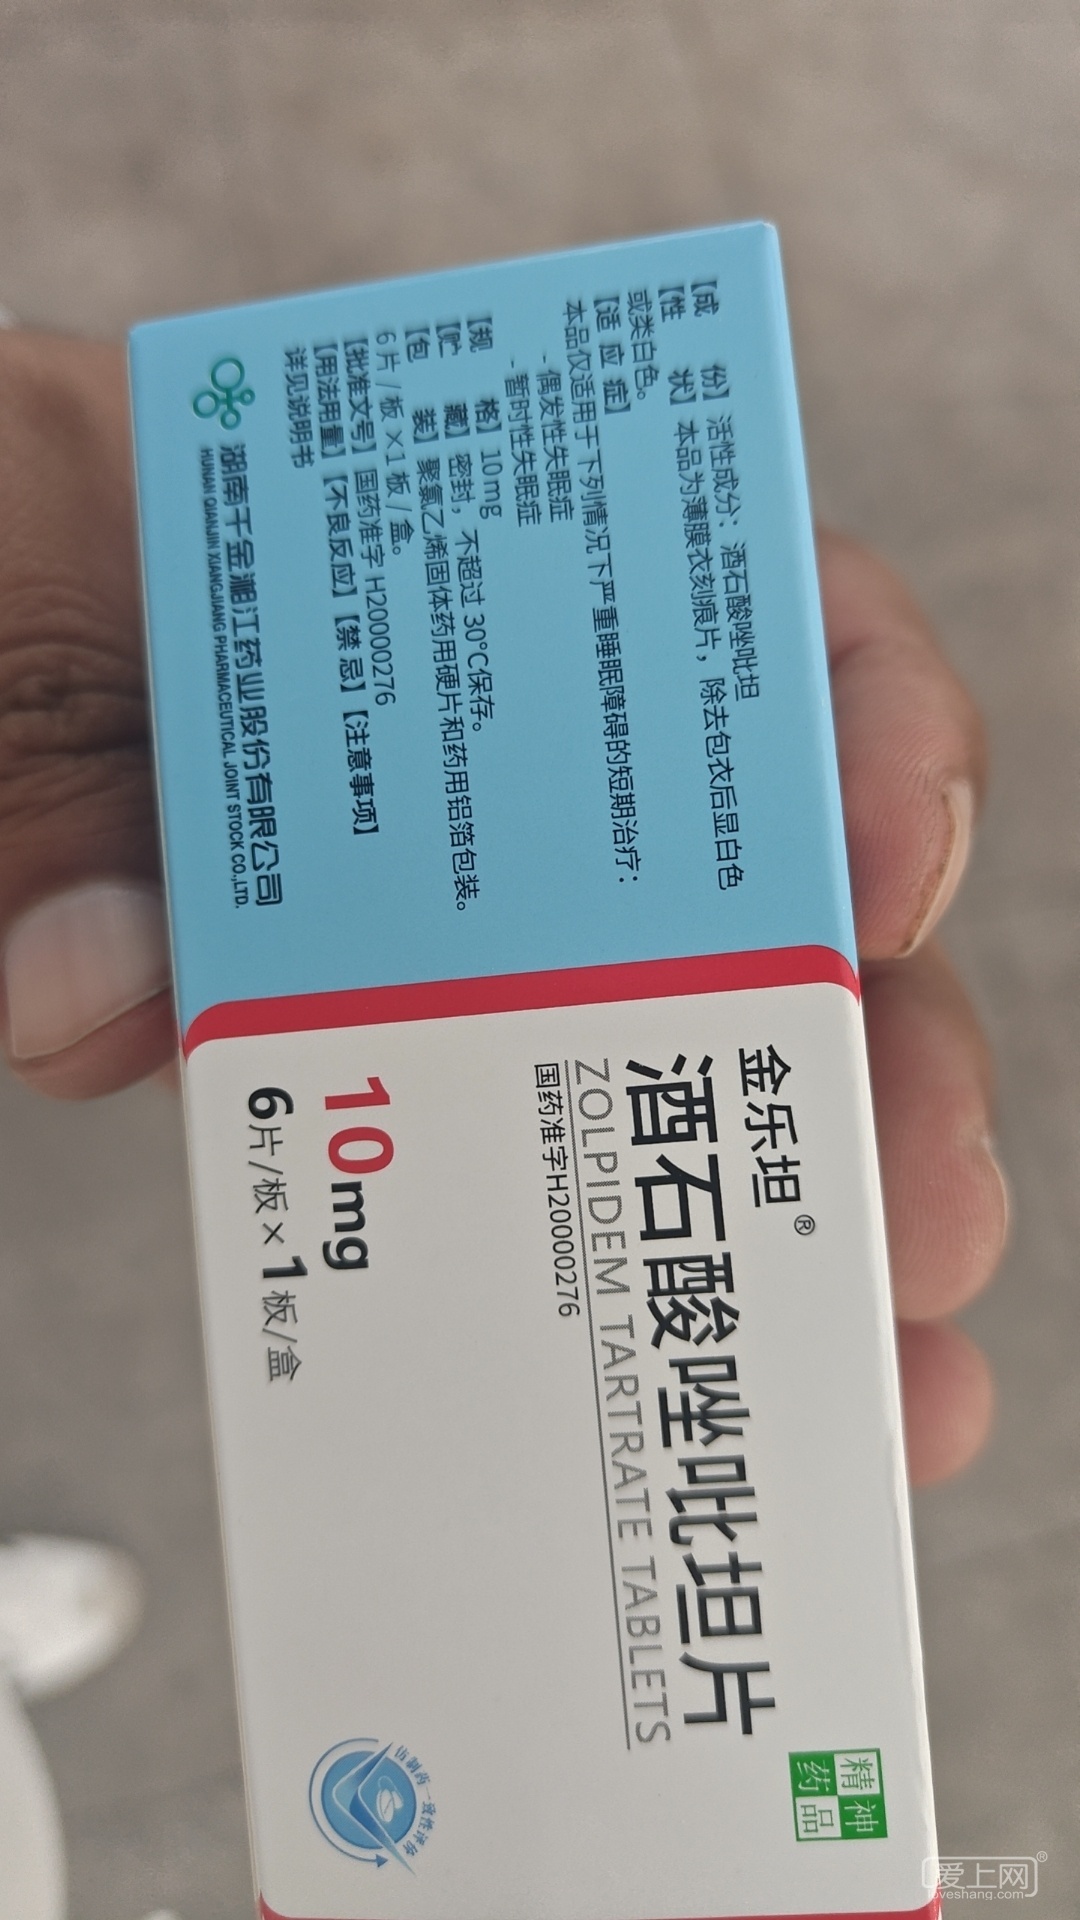 【成　份】活性成分：酒石酸唑吡坦
【性　状】本品为薄膜衣刻痕片，除去包衣后显白色
或类白色。
【适应症】
本品仅适用于下列情况下严重睡眠障碍的短期治疗：
- 偶发性失眠症
- 暂时性失眠症
【规　格】10mg
【贮　藏】密封，不超过30°C保存。
【包　装】聚氯乙烯固体药用硬片和药用铝箔包装。
6片/板×1板/盒。
【批准文号】国药准字H20000276
【用法用量】【不良反应】【禁忌】【注意事项】
详见说明书
湖南千金湘江药业股份有限公司
HUNAN QIANJIN XIANGJIANG PHARMACEUTICAL JOINT STOCK CO.,LTD.
金乐坦®
酒石酸唑吡坦片
ZOLPIDEM TARTRATE TABLETS
国药准字H20000276
10mg
6片/板×1板/盒
精神
药品
仿制药一致性评价
爱上网®
loveshang.com